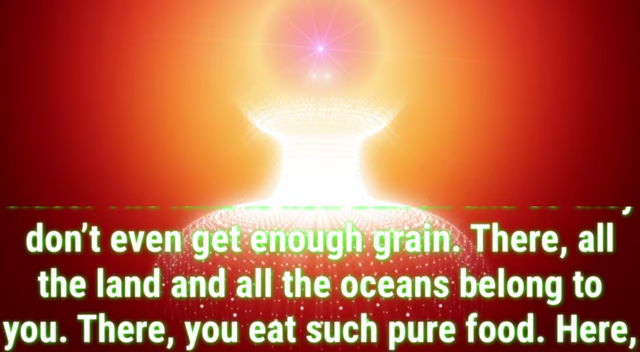 don’t even get enough grain. There, all
the land and all the oceans belong to
you. There, you eat such pure food. Here,